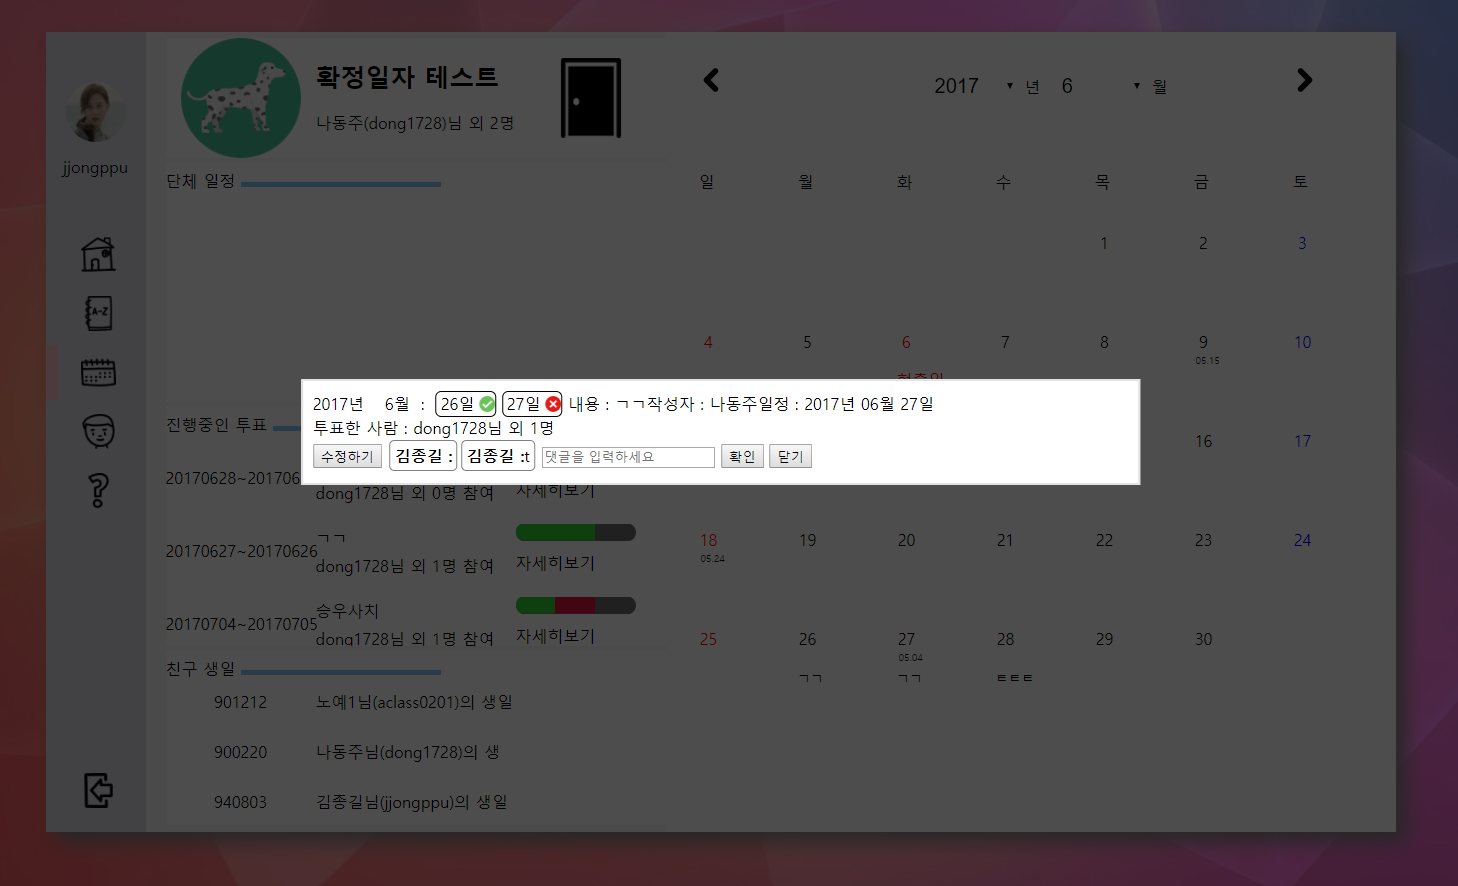 확정일자 테스트
나동주(dong1728)님 외 2명
jjongppu
2017 년 6 월
단체 일정
일 월 화 수 목 금 토
1 2 3
4 5 6 7 8 9 10
05.15
2017년 6월 : 26일 27일 내용 : ㄱㄱ작성자 : 나동주일정 : 2017년 06월 27일
투표한 사람 : dong1728님 외 1명
수정하기 김종길 : 김종길 :t 댓글을 입력하세요 확인 닫기
진행중인 투표
16 17
dong1728님 외 0명 참여 자세히보기
20170627~20170626
ㄱㄱ
dong1728님 외 1명 참여 자세히보기
18 19 20 21 22 23 24
05.24
20170704~20170705
승우사치
dong1728님 외 1명 참여 자세히보기
25 26 27 28 29 30
05.04
ㄱㄱ ㄱㄱ ㅌㅌㅌ
친구 생일
901212 노예1님(aclass0201)의 생일
900220 나동주님(dong1728)의 생
940803 김종길님(jjongppu)의 생일
A-Z